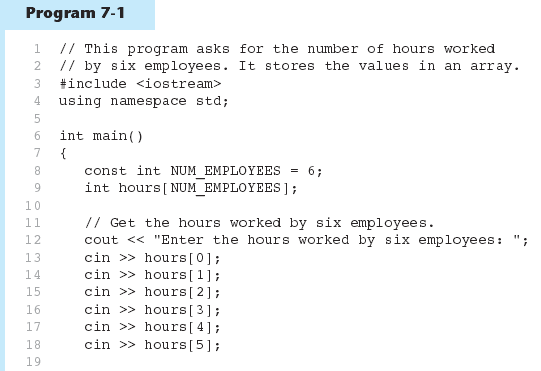 Program 7-1
1 // This program asks for the number of hours worked
2 // by six employees. It stores the values in an array.
3 #include <iostream>
4 using namespace std;
5
6 int main()
7 {
8 const int NUM_EMPLOYEES = 6;
9 int hours[NUM_EMPLOYEES];
10
11 // Get the hours worked by six employees.
12 cout << "Enter the hours worked by six employees: ";
13 cin >> hours[0];
14 cin >> hours[1];
15 cin >> hours[2];
16 cin >> hours[3];
17 cin >> hours[4];
18 cin >> hours[5];
19